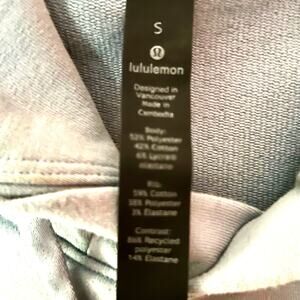 S
lululemon
Designed in
Vancouver
Made in
Cambodia
Body:
52% Polyester
42% Cotton
6% Lycra®
elastane
Rib:
59% Cotton
38% Polyester
3% Elastane
Contrast:
86% Recycled
polyester
14% Elastane